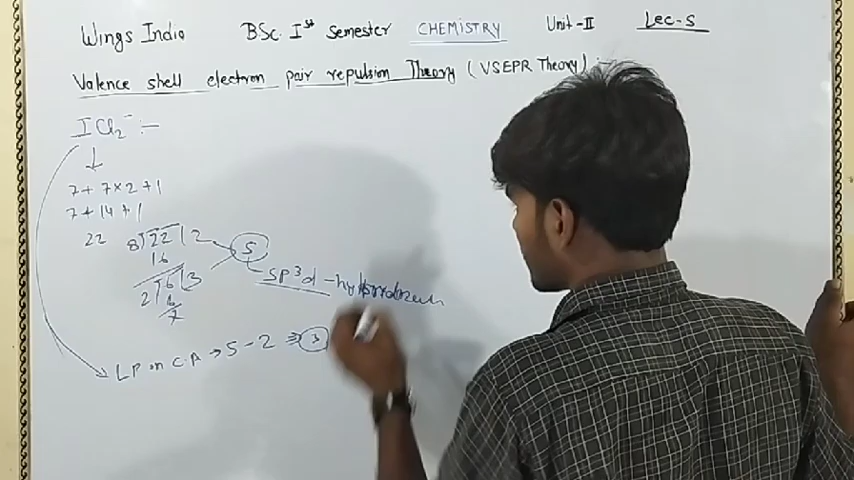 Wings India BSc. Ist Semester CHEMISTRY Unit-II Lec-5
Valence shell electron pair repulsion Theory (VSEPR Theory) :-
ICl2- :-
7+ 7×2+1
7+14+1
22
8)22(2
16
2)6(3
6
5
SP3d -
LP on CA → 5-2 ⇒ 3